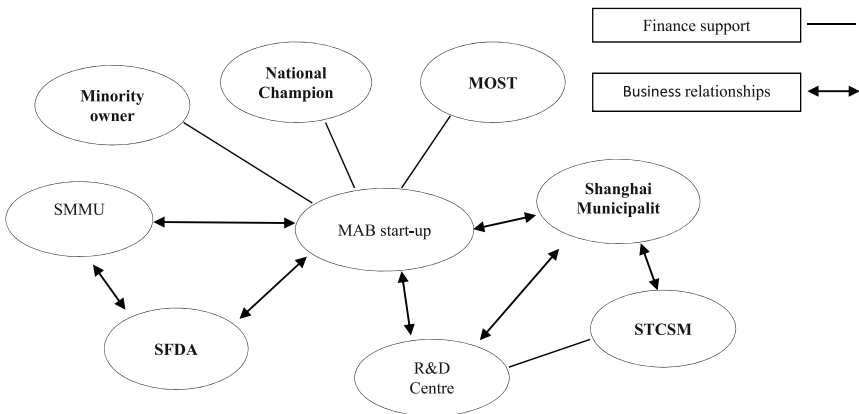 Finance support
National
Champion
MOST
Minority
owner
Business relationships
Shanghai
Municipalit
SMMU
MAB start-up
STCSM
SFDA
R&D
Centre